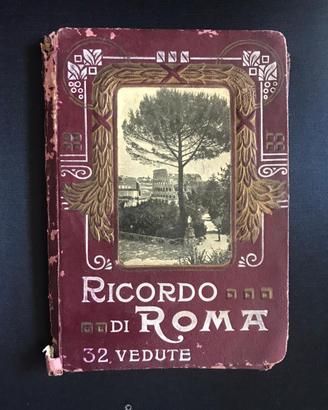 RICORDO
DI ROMA
32 VEDUTE